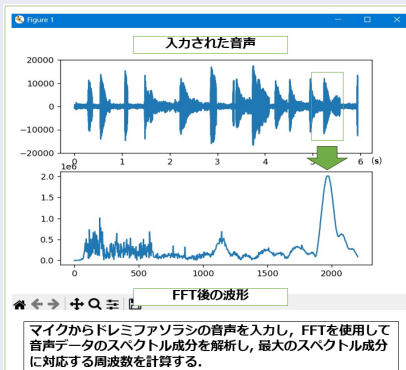 Figure 1
入力された音声
20000
10000
0
-10000
-20000
0 1 2 3 4 5 6 (s)
1e6
2.0
1.5
1.0
0.5
0.0
0 500 1000 1500 2000
FFT後の波形
マイクからドレミファソラシの音声を入力し，FFTを使用して
音声データのスペクトル成分を解析し，最大のスペクトル成分
に対応する周波数を計算する．